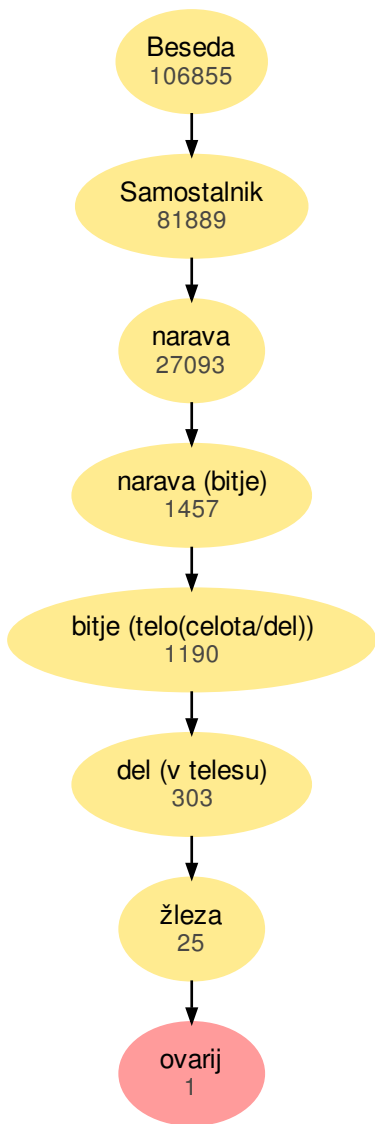 Beseda
106855
Samostalnik
81889
narava
27093
narava (bitje)
1457
bitje (telo(celota/del))
1190
del (v telesu)
303
žleza
25
ovarij
1